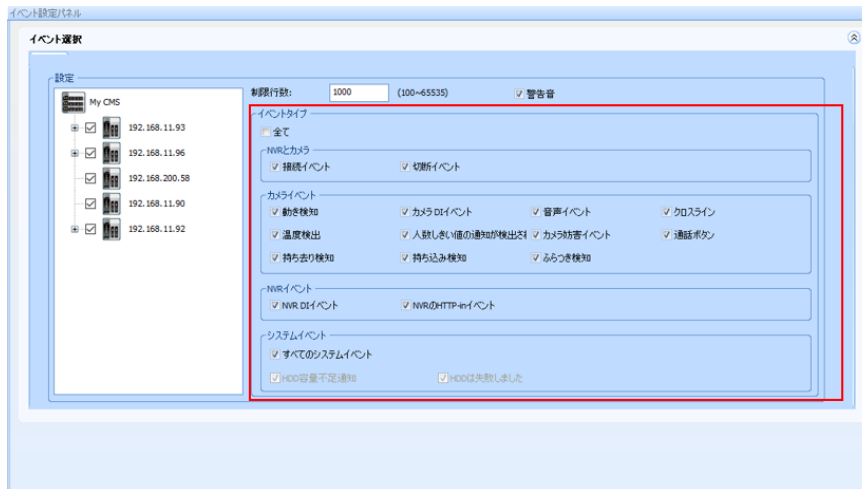 イベント設定パネル
イベント選択
設定
My CMS
192.168.11.93
192.168.11.96
192.168.200.58
192.168.11.90
192.168.11.92
制限行数: 1000 (100~65535) 警告音
イベントタイプ
全て
NVRとカメラ
接続イベント 切断イベント
カメライベント
動き検知 カメラDIイベント 音声イベント クロスライン
温度検出 人数しきい値の通知が検出され カメラ妨害イベント 通話ボタン
持ち去り検知 持ち込み検知 ふらつき検知
NVRイベント
NVR DIイベント NVRのHTTP-inイベント
システムイベント
すべてのシステムイベント
HDD容量不足通知 HDDは失敗しました